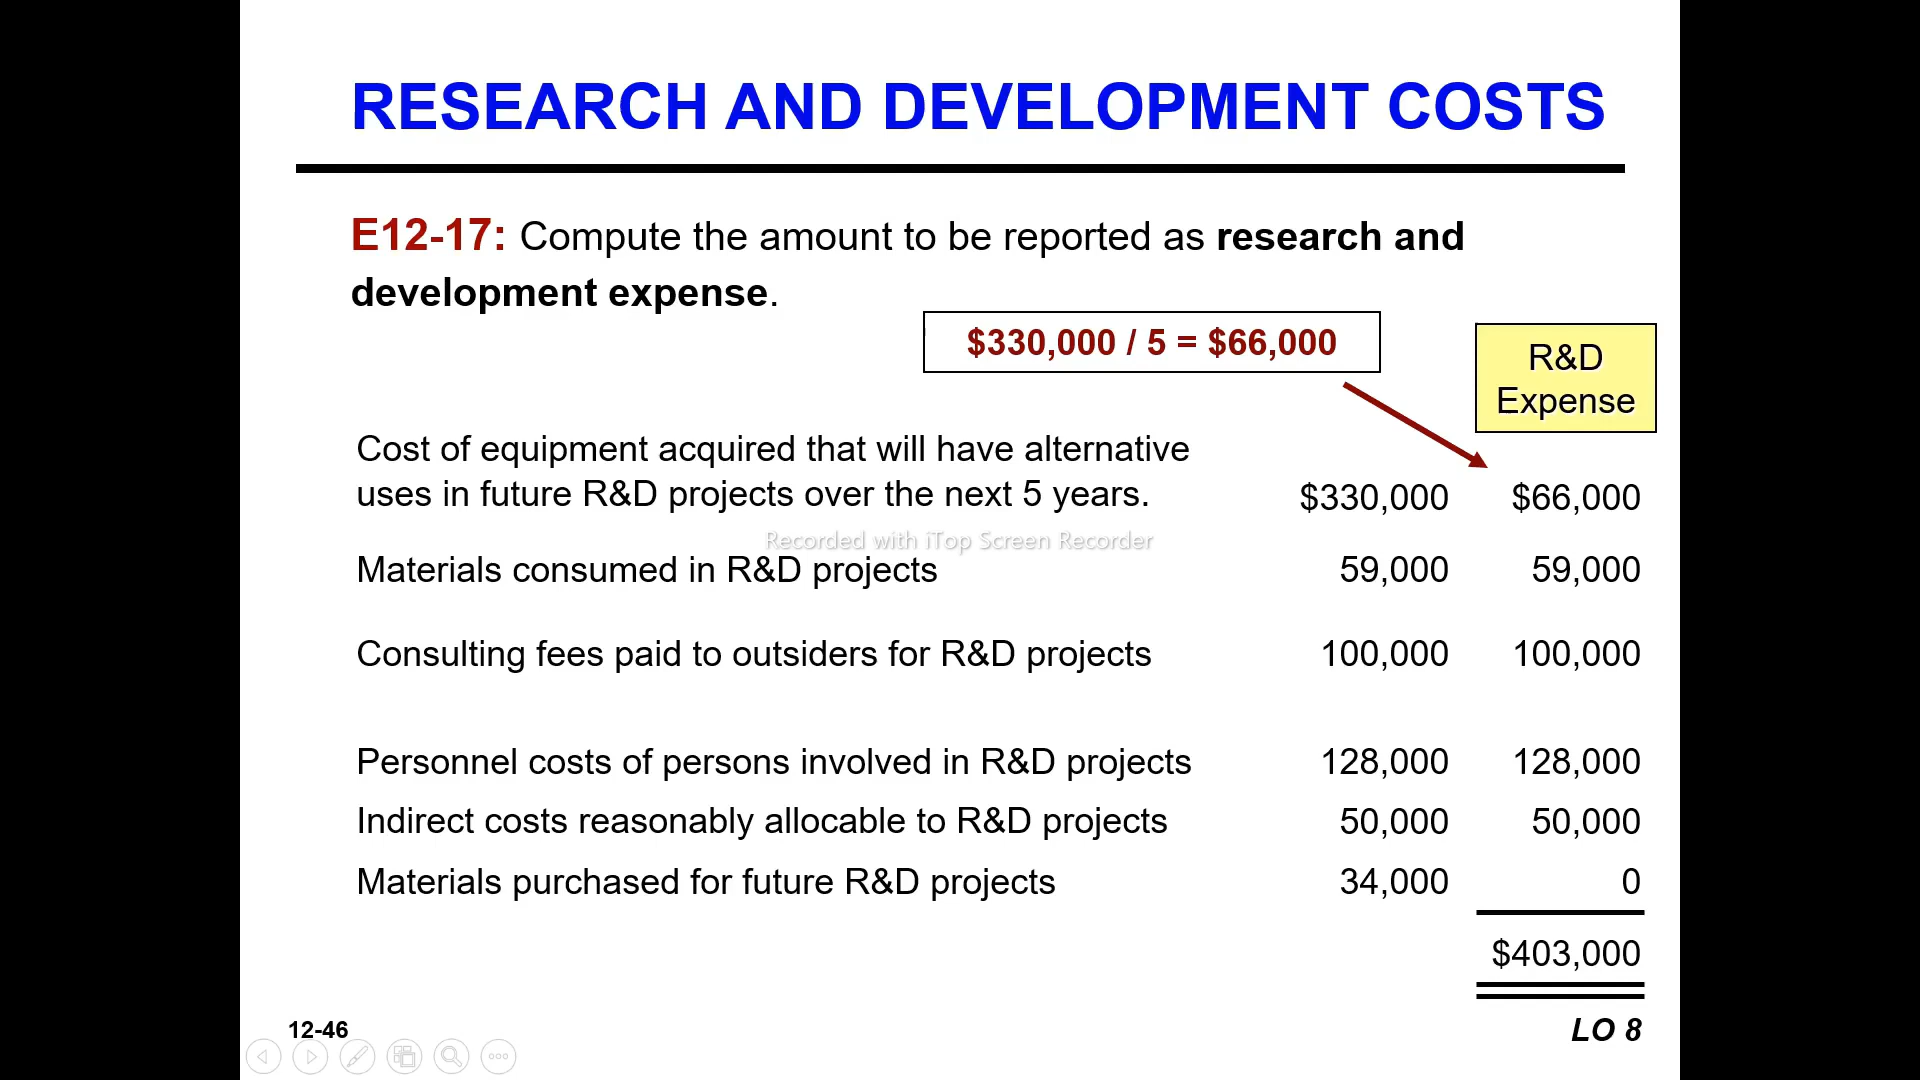 RESEARCH AND DEVELOPMENT COSTS
E12-17: Compute the amount to be reported as research and
development expense.
$330,000 / 5 = $66,000
R&D
Expense
Cost of equipment acquired that will have alternative
uses in future R&D projects over the next 5 years. $330,000 $66,000
Recorded with iTop Screen Recorder
Materials consumed in R&D projects 59,000 59,000
Consulting fees paid to outsiders for R&D projects 100,000 100,000
Personnel costs of persons involved in R&D projects 128,000 128,000
Indirect costs reasonably allocable to R&D projects 50,000 50,000
Materials purchased for future R&D projects 34,000 0
$403,000
12-46
LO 8